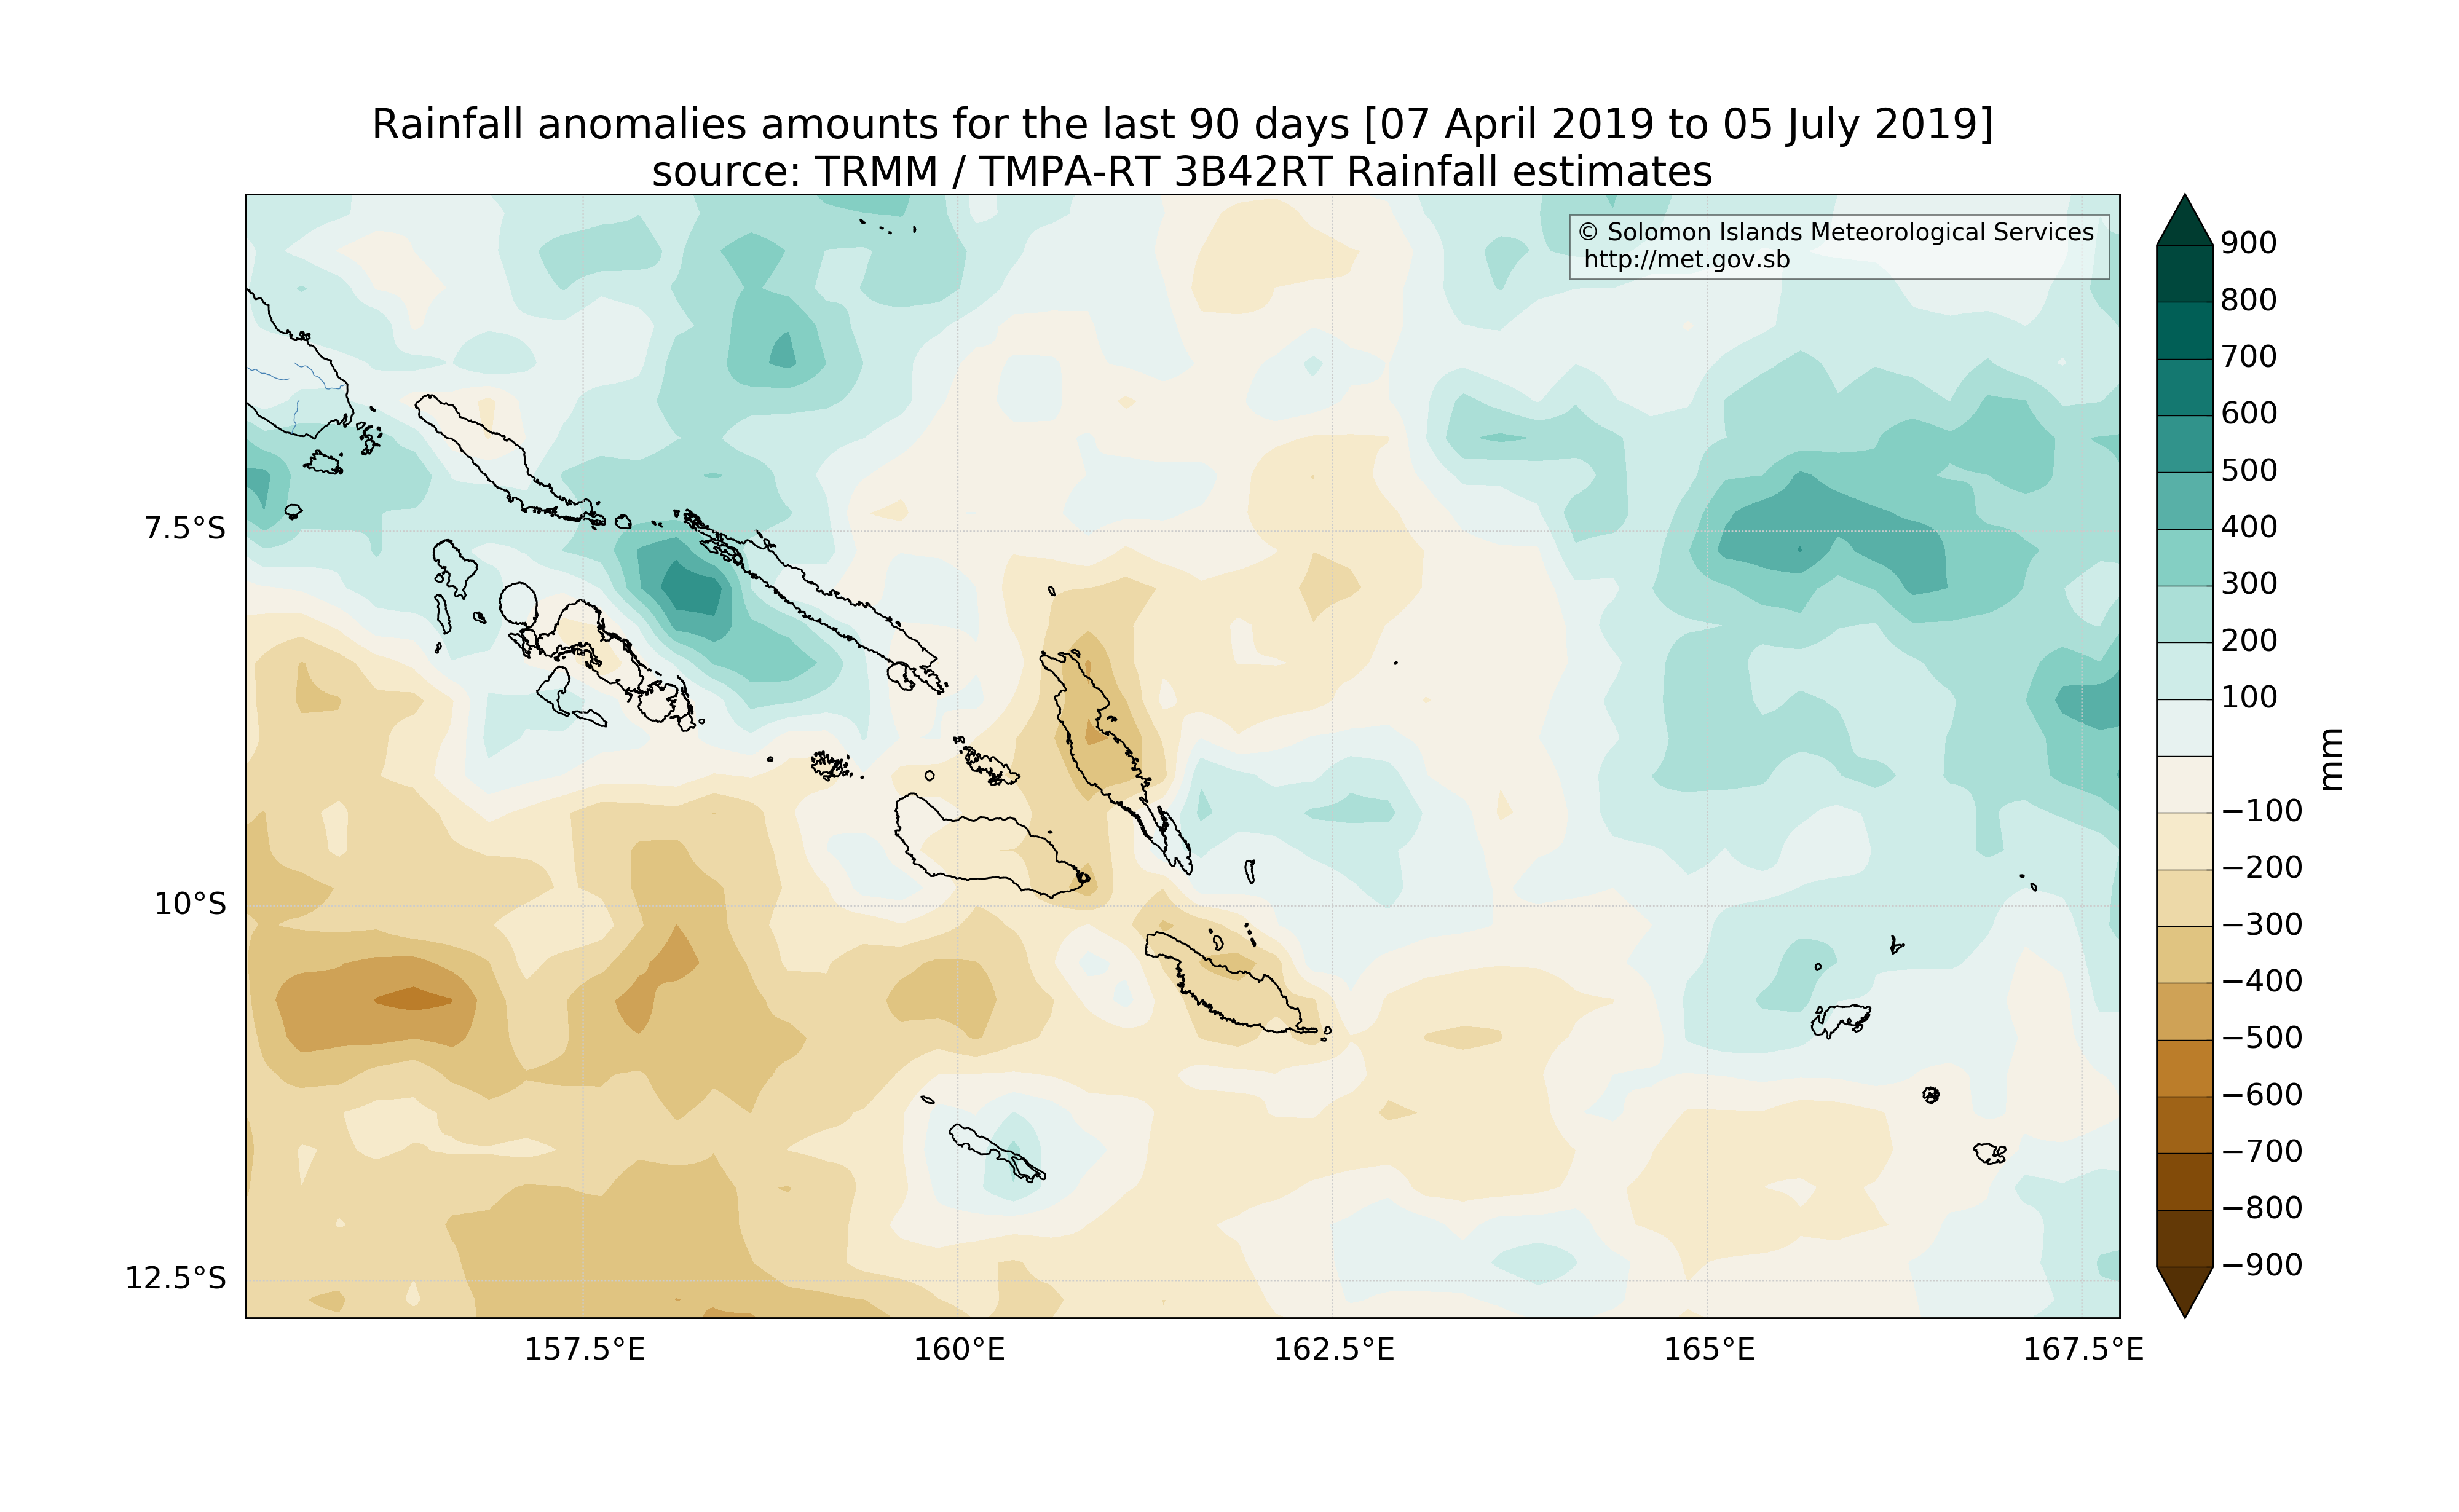 Rainfall anomalies amounts for the last 90 days [07 April 2019 to 05 July 2019]
source: TRMM / TMPA-RT 3B42RT Rainfall estimates
© Solomon Islands Meteorological Services
http://met.gov.sb
7.5°S
10°S
12.5°S
157.5°E
160°E
162.5°E
165°E
167.5°E
900
800
700
600
500
400
300
200
100
−100
−200
−300
−400
−500
−600
−700
−800
−900
mm